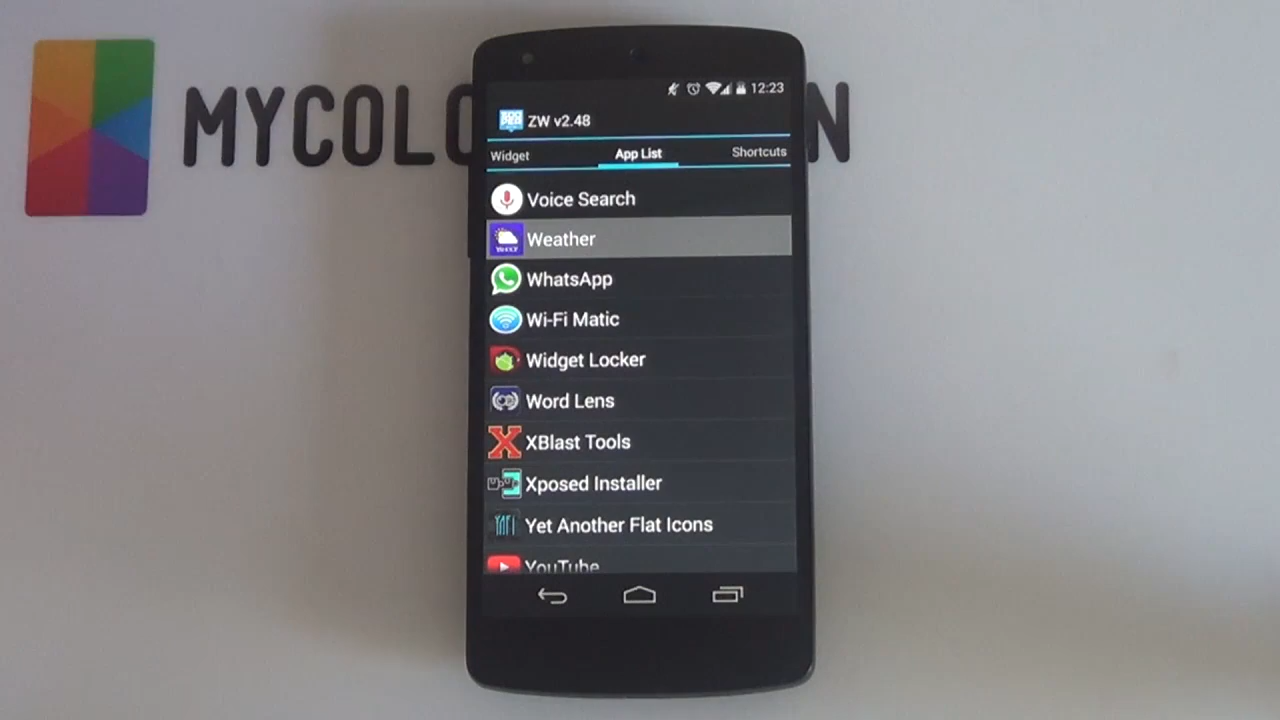 MYCOLO N
12:23
ZW v2.48
Widget App List Shortcuts
Voice Search
Weather
WhatsApp
Wi-Fi Matic
Widget Locker
Word Lens
XBlast Tools
Xposed Installer
Yet Another Flat Icons
YouTube